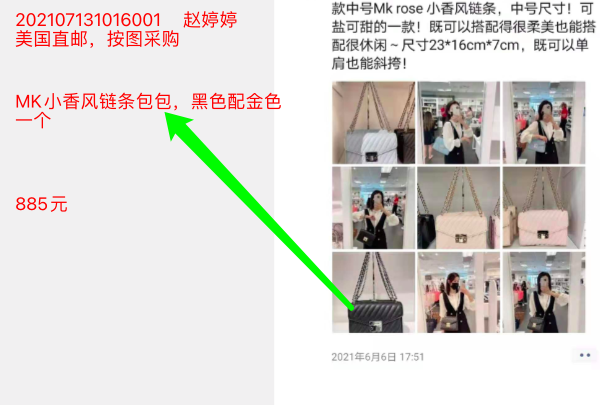 202107131016001 赵婷婷
美国直邮，按图采购
MK小香风链条包包，黑色配金色
一个
885元
款中号Mk rose 小香风链条，中号尺寸！可
盐可甜的一款！既可以搭配得很柔美也能搭
配很休闲～尺寸23*16cm*7cm，既可以单
肩也能斜挎！
2021年6月6日 17:51